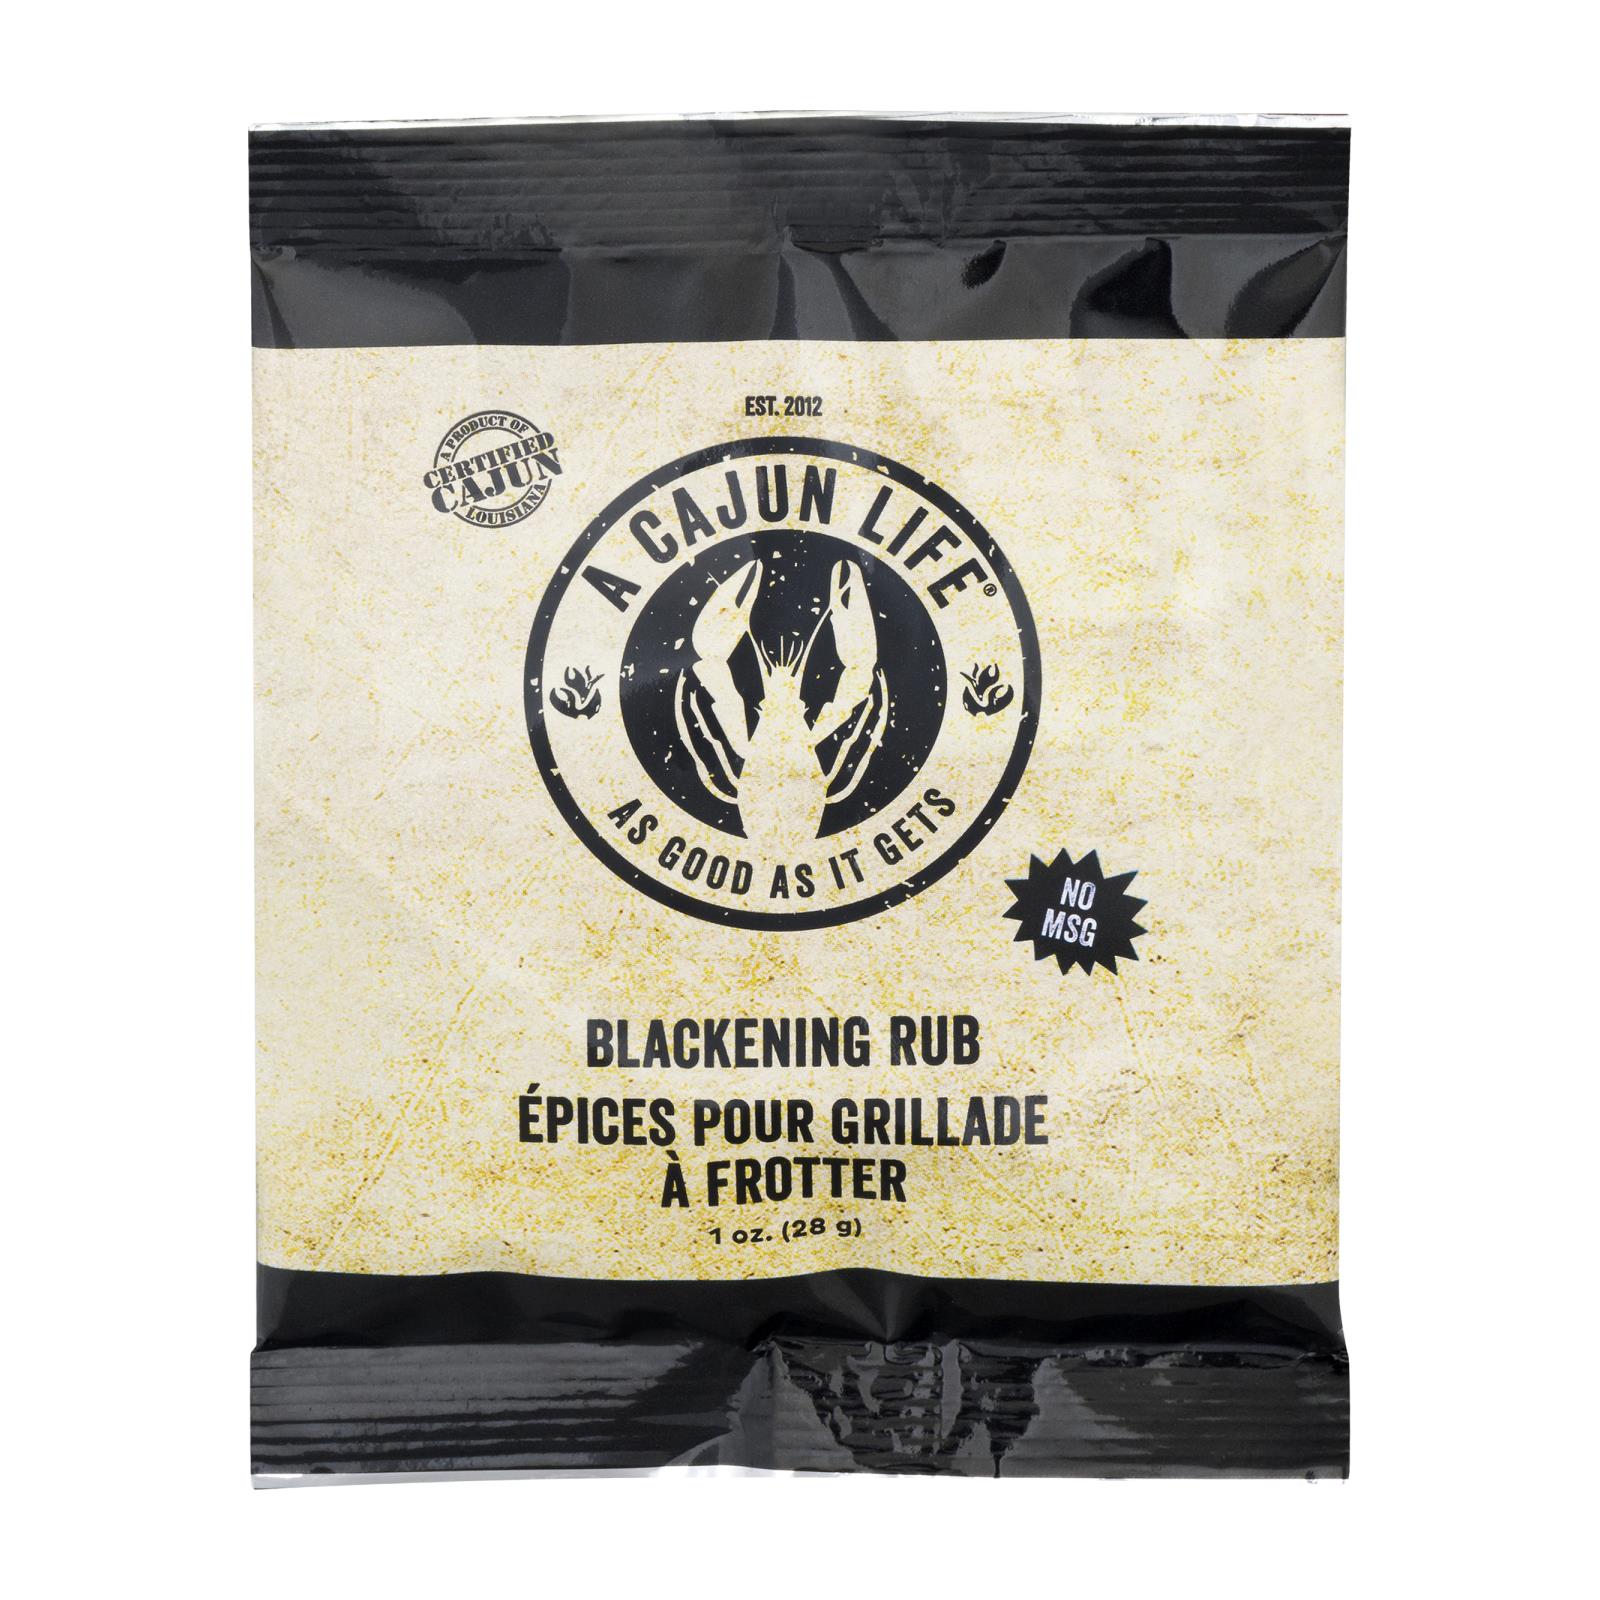 EST. 2012
A PRODUCT OF
CERTIFIED
CAJUN
LOUISIANA
A CAJUN LIFE®
AS GOOD AS IT GETS
NO
MSG
BLACKENING RUB
ÉPICES POUR GRILLADE
À FROTTER
1 oz. (28 g)